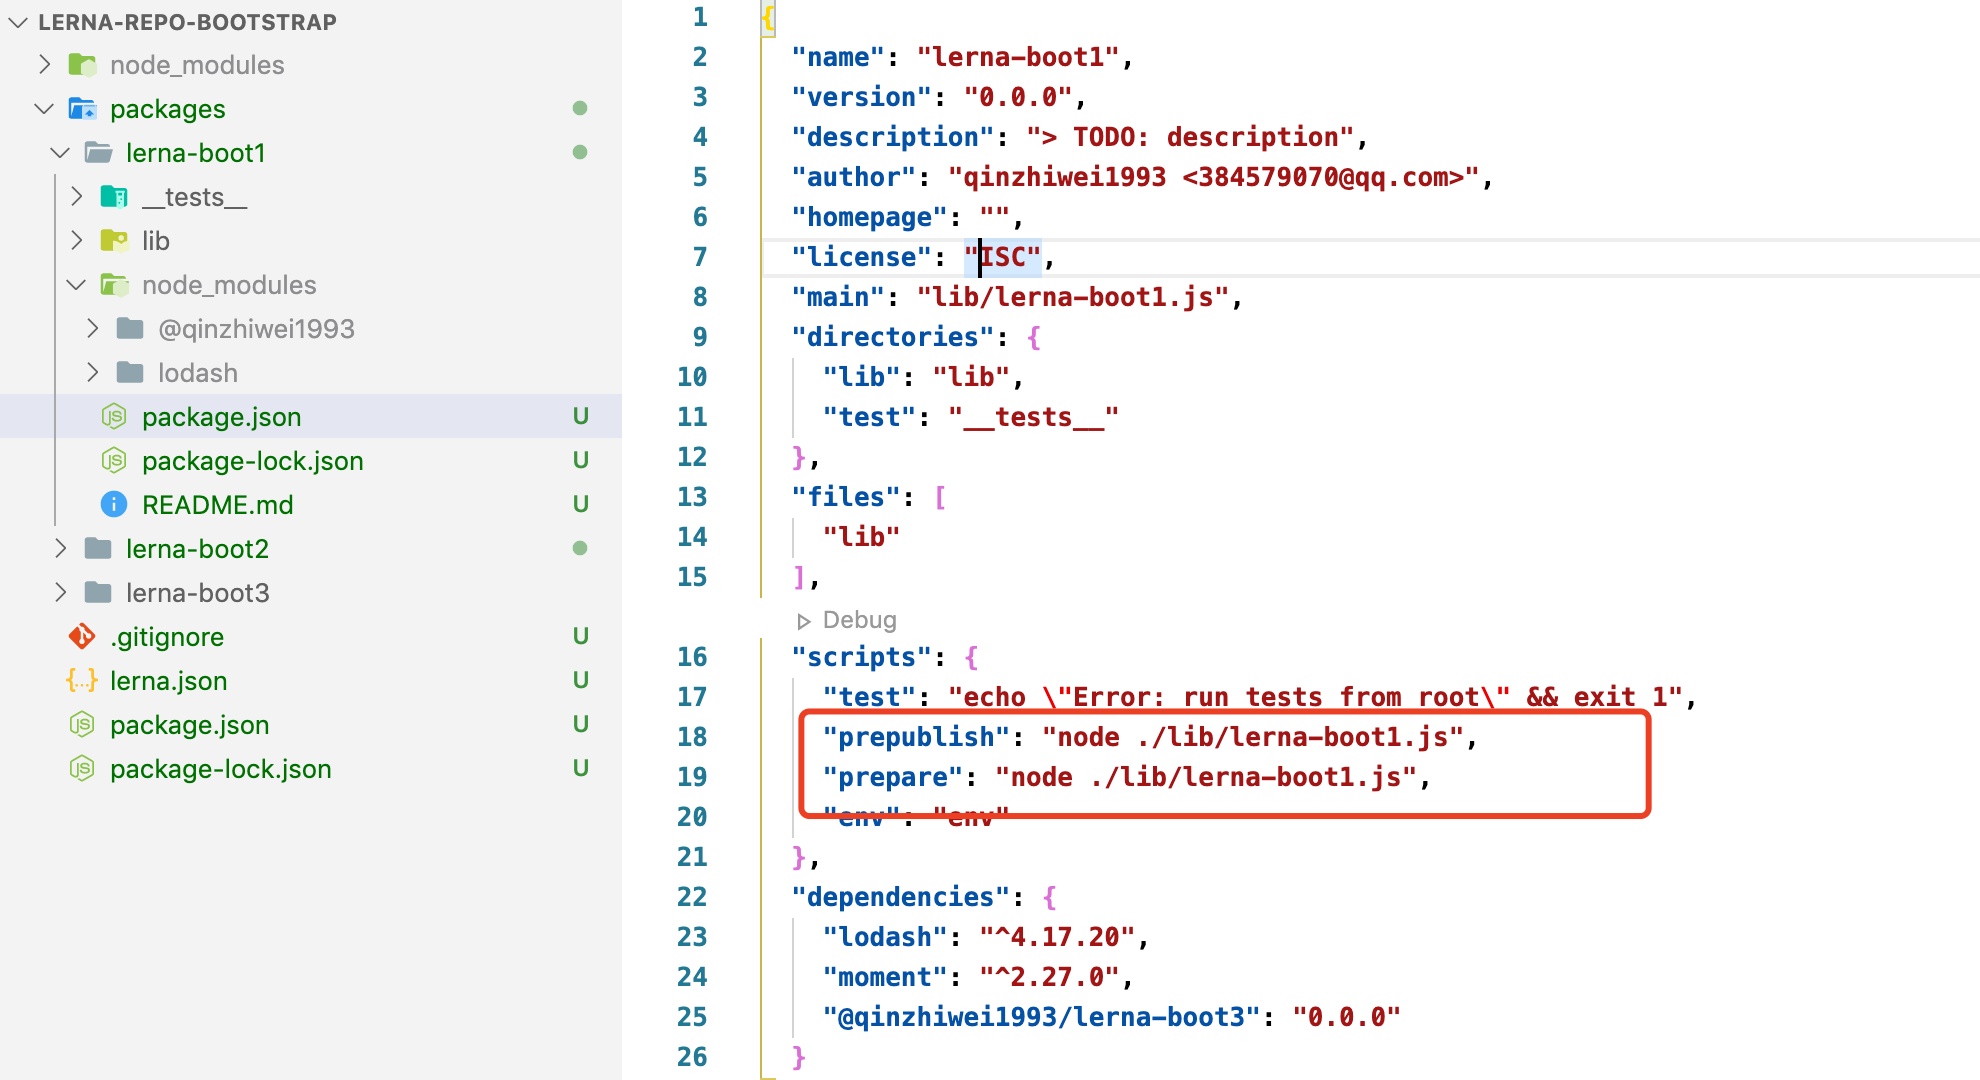 LERNA-REPO-BOOTSTRAP
node_modules
packages
lerna-boot1
__tests__
lib
node_modules
@qinzhiwei1993
lodash
package.json U
package-lock.json U
README.md U
lerna-boot2
lerna-boot3
.gitignore U
lerna.json U
package.json U
package-lock.json U
1 {
2 "name": "lerna-boot1",
3 "version": "0.0.0",
4 "description": "> TODO: description",
5 "author": "qinzhiwei1993 <384579070@qq.com>",
6 "homepage": "",
7 "license": "ISC",
8 "main": "lib/lerna-boot1.js",
9 "directories": {
10 "lib": "lib",
11 "test": "__tests__"
12 },
13 "files": [
14 "lib"
15 ],
Debug
16 "scripts": {
17 "test": "echo \"Error: run tests from root\" && exit 1",
18 "prepublish": "node ./lib/lerna-boot1.js",
19 "prepare": "node ./lib/lerna-boot1.js",
20 "env": "env"
21 },
22 "dependencies": {
23 "lodash": "^4.17.20",
24 "moment": "^2.27.0",
25 "@qinzhiwei1993/lerna-boot3": "0.0.0"
26 }